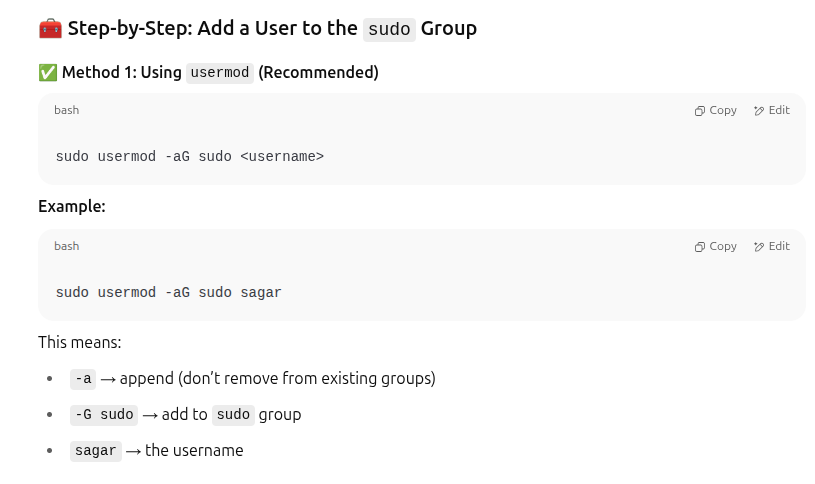 🧰 Step-by-Step: Add a User to the sudo Group
✅ Method 1: Using usermod (Recommended)
bash Copy Edit
sudo usermod -aG sudo <username>
Example:
bash Copy Edit
sudo usermod -aG sudo sagar
This means:
• -a → append (don’t remove from existing groups)
• -G sudo → add to sudo group
• sagar → the username